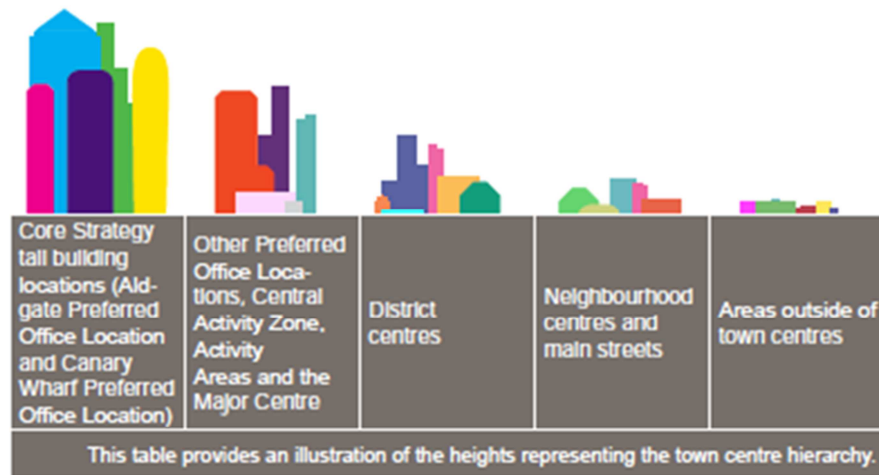 Core Strategy
tall building
locations (Ald-
gate Preferred
Office Location
and Canary
Wharf Preferred
Office Location)
Other Preferred
Office Loca-
tions, Central
Activity Zone,
Activity
Areas and the
Major Centre
District
centres
Neighbourhood
centres and
main streets
Areas outside of
town centres
This table provides an illustration of the heights representing the town centre hierarchy.